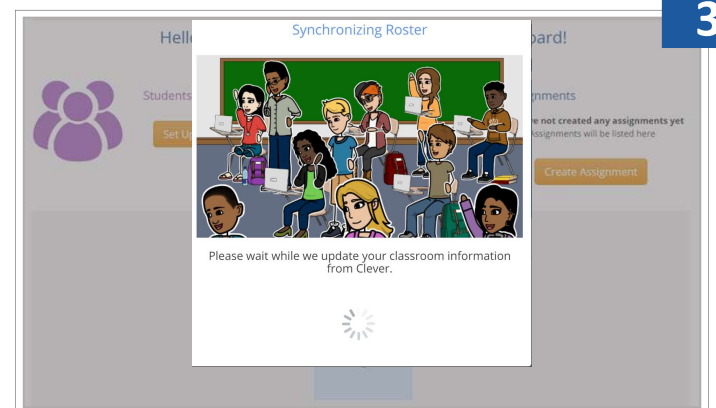 3
Synchronizing Roster
Hell
oard!
Students
gnments
ve not created any assignments yet
Assignments will be listed here
Set Up
Create Assignment
Please wait while we update your classroom information
from Clever.